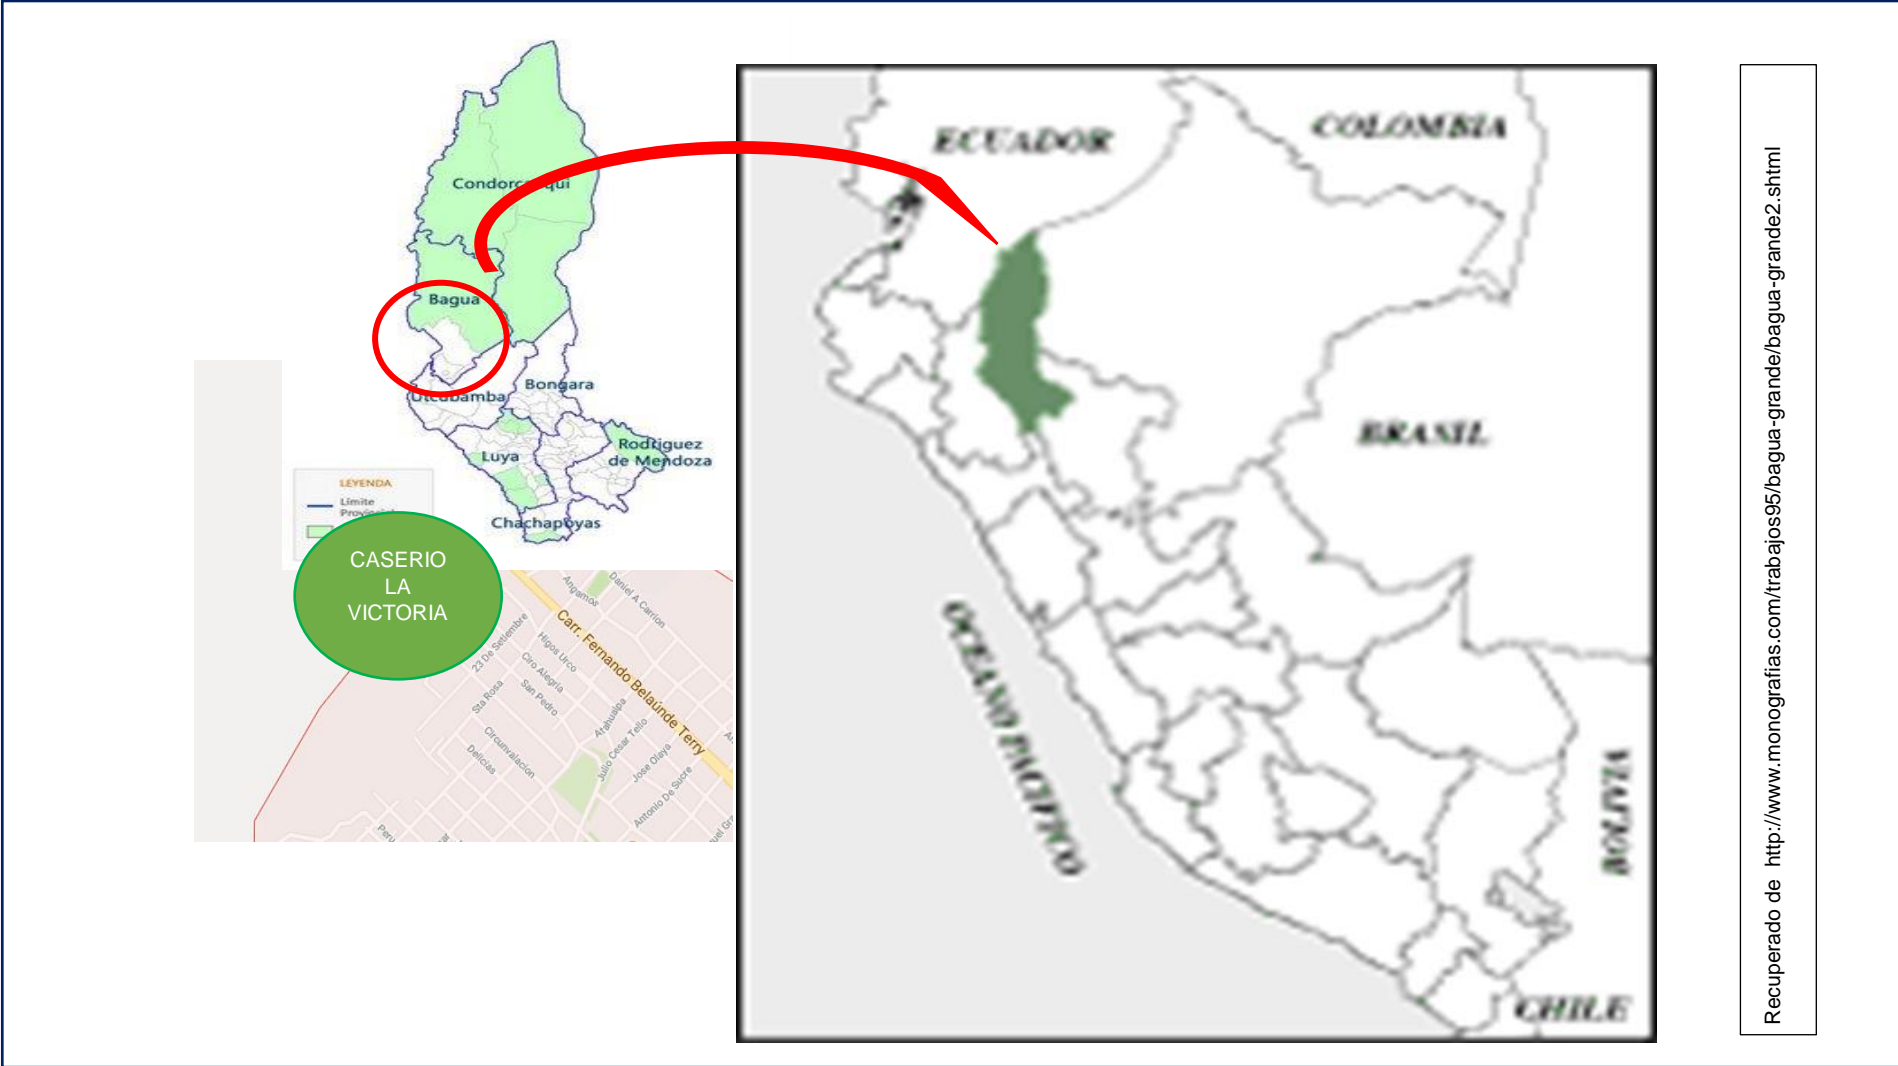 Bagua
Utcubamba
Bongara
Rodriguez
de Mendoza
Luya
Chachapoyas
LEYENDA
Límite
CASERIO
LA
VICTORIA
Angamos
Daniel A Carrion
Carr. Fernando Belaúnde Terry
23 De Setiembre
Higos Urco
Ciro Alegria
San Pedro
Sta Rosa
Atahualpa
Julio Cesar Tello
Circunvalacion
Delicias
Jose Olaya
Antonio De Sucre
Peru
ECUADOR
COLOMBIA
BRASIL
OCEANO PACIFICO
BOLIVIA
CHILE
Recuperado de http://www.monografias.com/trabajos95/bagua-grande/bagua-grande2.shtml